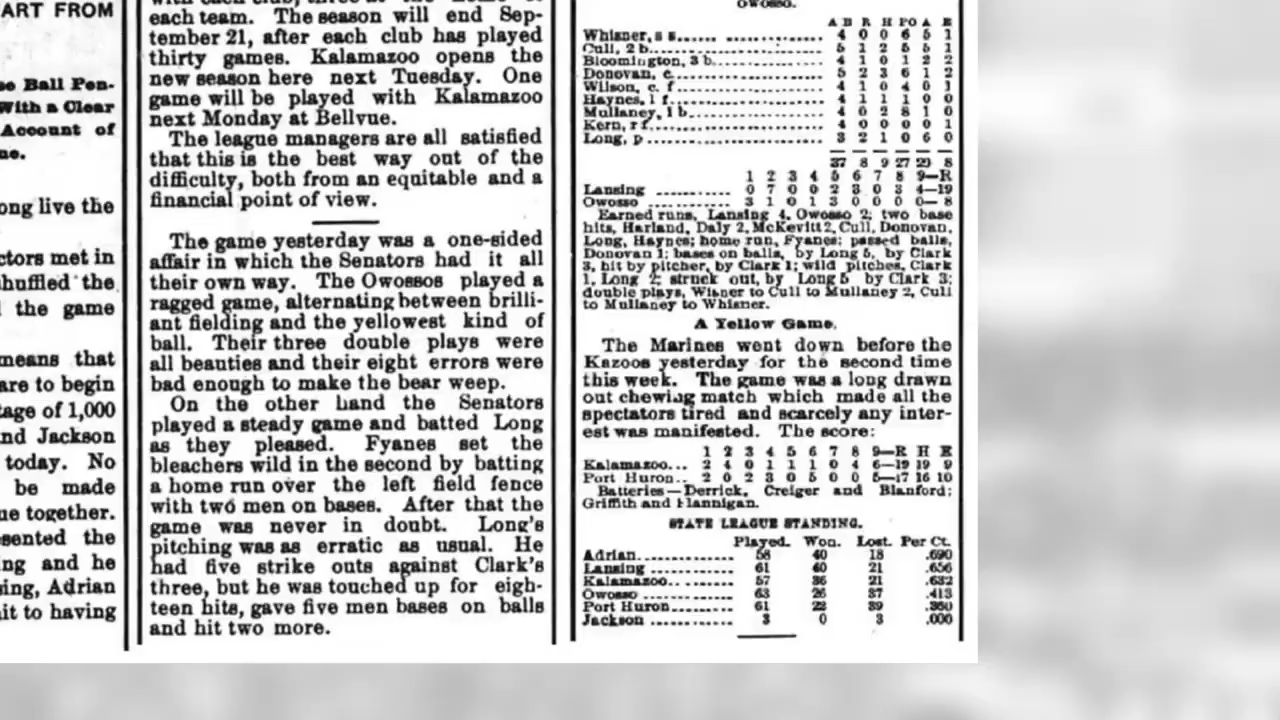 ART FROM
se Ball Pen-
With a Clear
Account of
ne.
ong live the
ctors met in
huffled the
the game
means that
are to begin
tage of 1,000
nd Jackson
today. No
be made
ne together.
sented the
ng and he
sing, Adrian
it to having
each team. The season will end Sep-
tember 21, after each club has played
thirty games. Kalamazoo opens the
new season here next Tuesday. One
game will be played with Kalamazoo
next Monday at Bellvue.
The league managers are all satisfied
that this is the best way out of the
difficulty, both from an equitable and a
financial point of view.
The game yesterday was a one-sided
affair in which the Senators had it all
their own way. The Owossos played a
ragged game, alternating between brilli-
ant fielding and the yellowest kind of
ball. Their three double plays were
all beauties and their eight errors were
bad enough to make the bear weep.
On the other hand the Senators
played a steady game and batted Long
as they pleased. Fyanes set the
bleachers wild in the second by batting
a home run over the left field fence
with two men on bases. After that the
game was never in doubt. Long's
pitching was as erratic as usual. He
had five strike outs against Clark's
three, but he was touched up for eigh-
teen hits, gave five men bases on balls
and hit two more.
OWOSSO.
A B R H PO A E
Whisner, s s. 4 0 0 6 5 1
Cull, 2 b 5 1 2 5 5 1
Bloomington, 3 b 4 1 0 1 2 2
Donovan, c. 5 2 3 6 1 2
Wilson, c. f 4 1 0 4 0 1
Haynes, l f. 4 1 1 1 0 0
Mullaney, 1 b 4 0 2 8 1 0
Kern, r f. 4 0 0 0 0 1
Long, p 3 2 1 0 6 0
37 8 9 27 20 8
1 2 3 4 5 6 7 8 9—R
Lansing 0 7 0 0 2 3 0 3 4—19
Owosso 3 1 0 1 3 0 0 0 0— 8
Earned runs, Lansing 4, Owosso 2; two base
hits, Harland, Daly 2, McKevitt 2, Cull, Donovan,
Long, Haynes; home run, Fyanes; passed balls,
Donovan 1; bases on balls, by Long 5, by Clark
3, hit by pitcher, by Clark 1; wild pitches, Clark
1, Long 2; struck out, by Long 5 by Clark 3;
double plays, Wisner to Cull to Mullaney 2, Cull
to Mullaney to Whisner.
A Yellow Game.
The Marines went down before the
Kazoos yesterday for the second time
this week. The game was a long drawn
out chewing match which made all the
spectators tired and scarcely any inter-
est was manifested. The score:
1 2 3 4 5 6 7 8 9—R H E
Kalamazoo... 2 4 0 1 1 1 0 4 6—19 19 9
Port Huron.. 2 0 2 3 0 5 0 0 5—17 16 10
Batteries—Derrick, Creiger and Blanford;
Griffith and Flannigan.
STATE LEAGUE STANDING.
Played. Won. Lost. Per Ct.
Adrian 58 40 18 .690
Lansing 61 40 21 .656
Kalamazoo 57 36 21 .632
Owosso 63 26 37 .413
Port Huron 61 22 39 .360
Jackson 3 0 3 .000